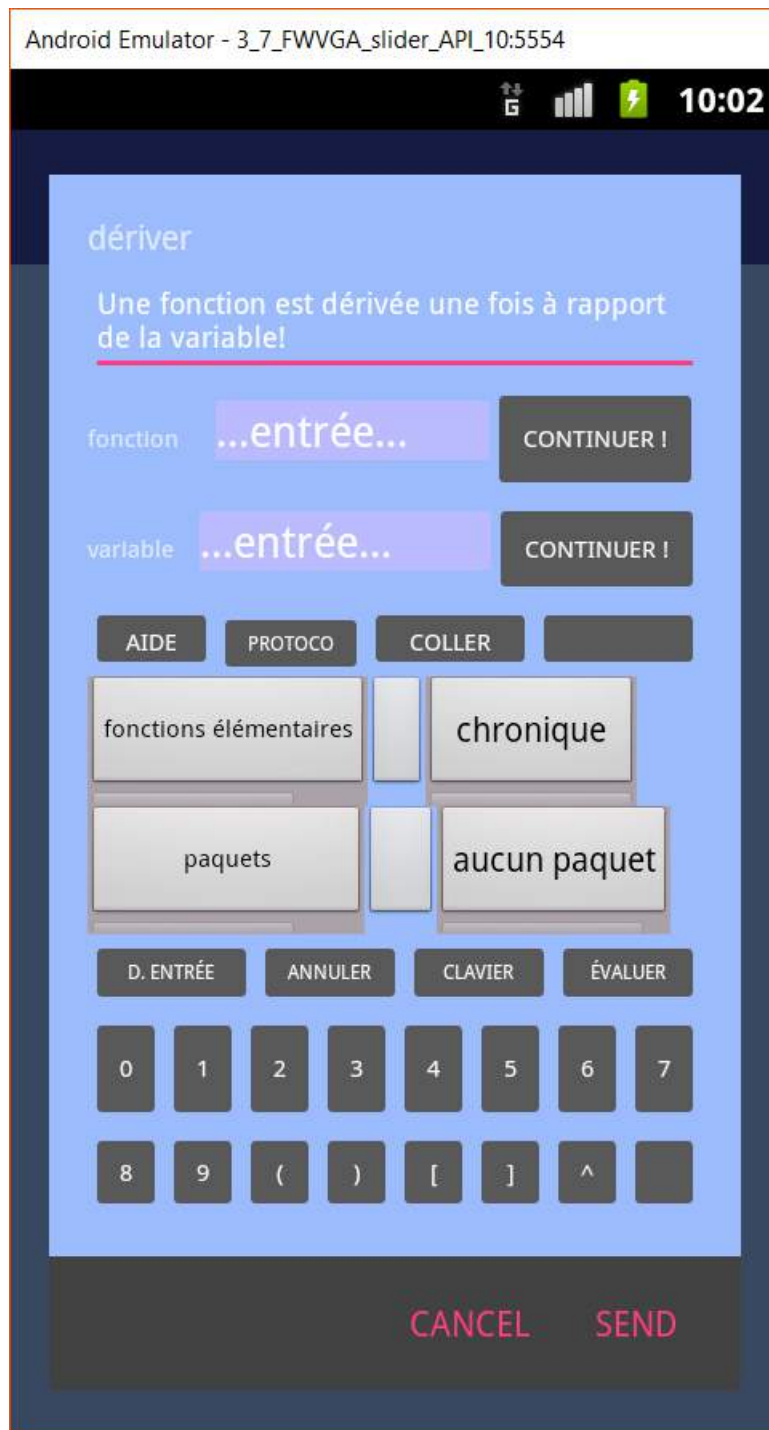 Android Emulator - 3_7_FWVGA_slider_API_10:5554
G 10:02
dériver
Une fonction est dérivée une fois à rapport
de la variable!
fonction ...entrée... CONTINUER !
variable ...entrée... CONTINUER !
AIDE PROTOCO COLLER
fonctions élémentaires chronique
paquets aucun paquet
D. ENTRÉE ANNULER CLAVIER ÉVALUER
0 1 2 3 4 5 6 7
8 9 ( ) [ ] ^
CANCEL SEND